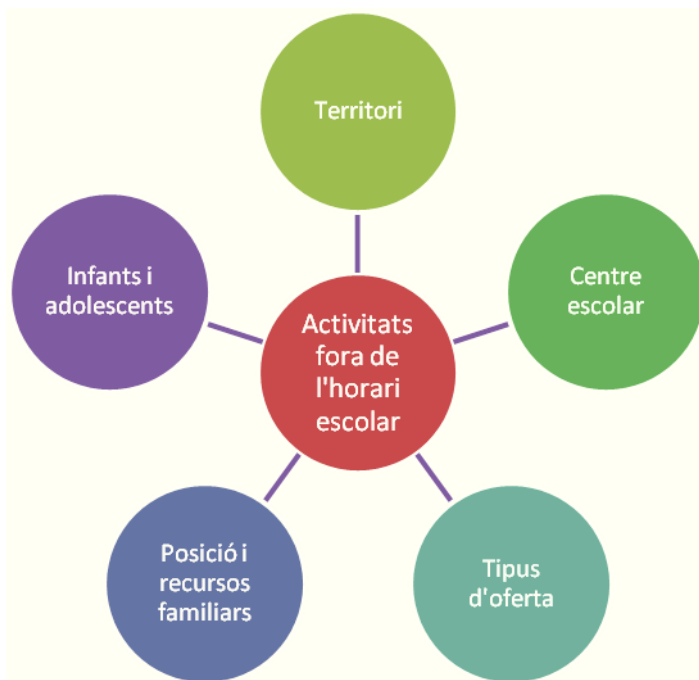 Territori
Infants i
adolescents
Centre
escolar
Activitats
fora de
l'horari
escolar
Posició i
recursos
familiars
Tipus
d'oferta